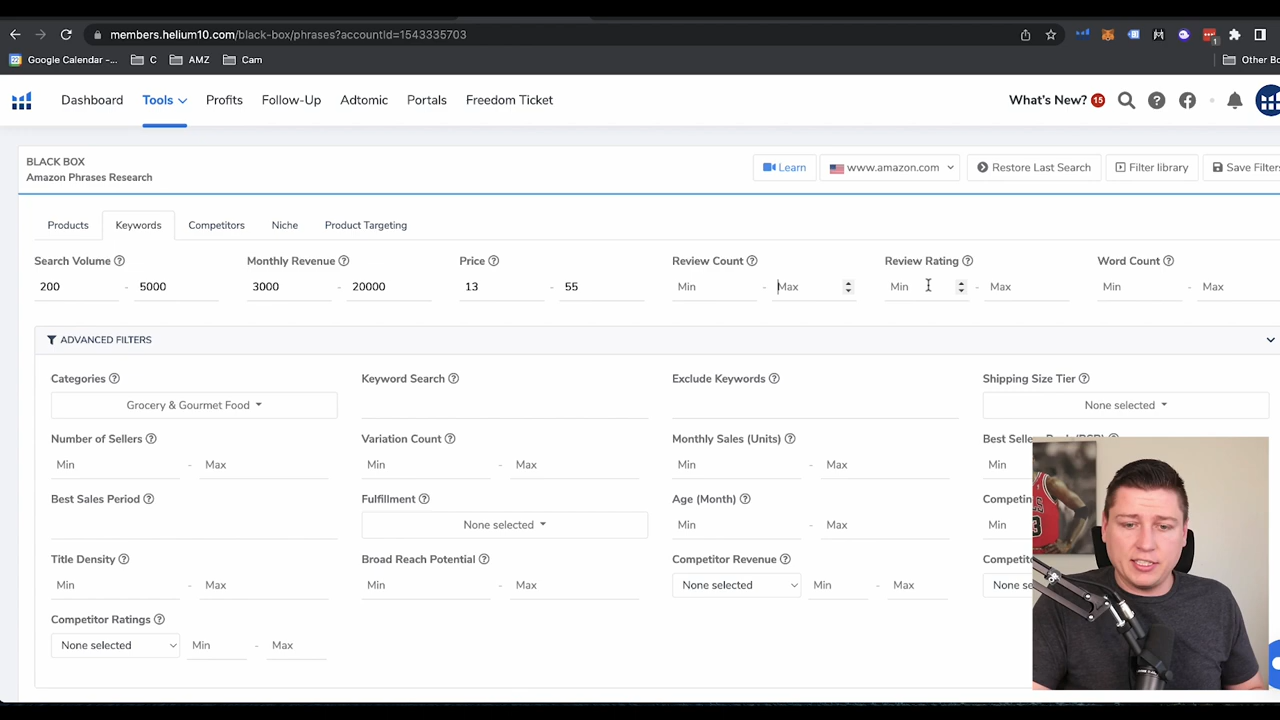 members.helium10.com/black-box/phrases?accountId=1543335703
Google Calendar -... C AMZ Cam Other Bo
Dashboard Tools Profits Follow-Up Adtomic Portals Freedom Ticket What's New? 15
BLACK BOX
Amazon Phrases Research
Learn www.amazon.com Restore Last Search Filter library Save Filters
Products Keywords Competitors Niche Product Targeting
Search Volume Monthly Revenue Price Review Count Review Rating Word Count
200 - 5000 3000 - 20000 13 - 55 Min - Max Min - Max Min - Max
ADVANCED FILTERS
Categories Keyword Search Exclude Keywords Shipping Size Tier
Grocery & Gourmet Food None selected
Number of Sellers Variation Count Monthly Sales (Units)
Min - Max Min - Max Min - Max Min
Best Sales Period Fulfillment Age (Month) Competin
None selected Min - Max Min
Title Density Broad Reach Potential Competitor Revenue Competito
Min - Max Min - Max None selected Min - Max None se
Competitor Ratings
None selected Min - Max